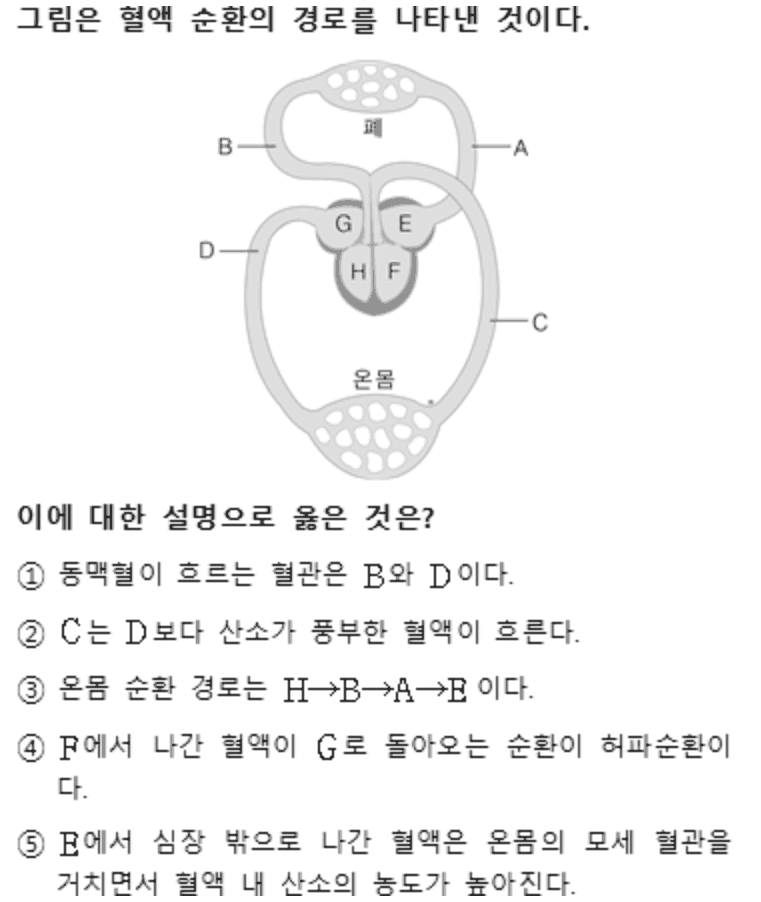 그림은 혈액 순환의 경로를 나타낸 것이다.
폐
B
A
G
E
D
H
F
C
온몸
이에 대한 설명으로 옳은 것은?
① 동맥혈이 흐르는 혈관은 B와 D이다.
② C는 D보다 산소가 풍부한 혈액이 흐른다.
③ 온몸 순환 경로는 H→B→A→E 이다.
④ F에서 나간 혈액이 G로 돌아오는 순환이 허파순환이
다.
⑤ E에서 심장 밖으로 나간 혈액은 온몸의 모세 혈관을
거치면서 혈액 내 산소의 농도가 높아진다.